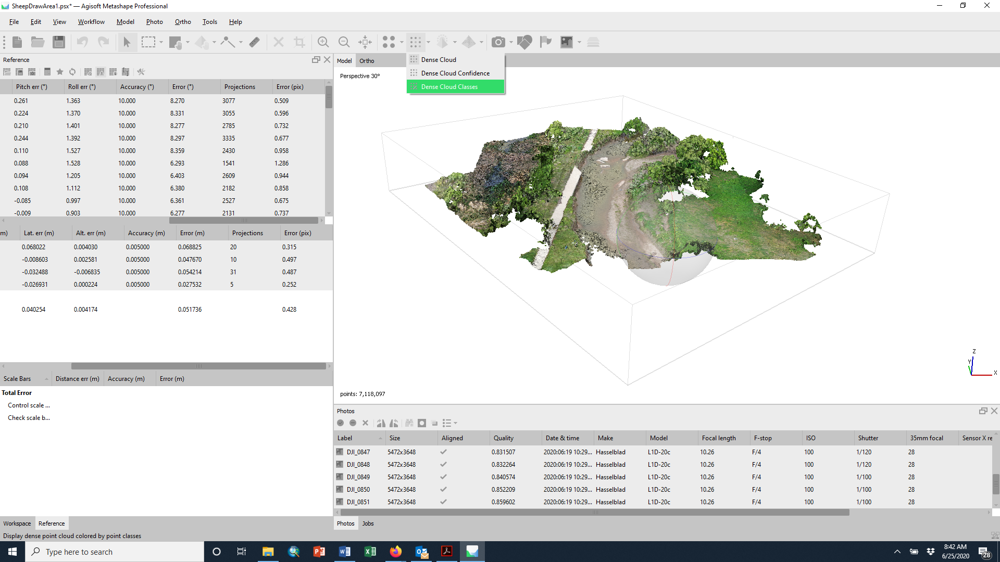 SheepDrawArea1.psx* — Agisoft Metashape Professional
File Edit View Workflow Model Photo Ortho Tools Help
Reference
Pitch err (°) Roll err (°) Accuracy (°) Error (°) Projections Error (pix)
0.261 1.363 10.000 8.270 3077 0.509
0.224 1.370 10.000 8.331 3055 0.596
0.210 1.401 10.000 8.277 2785 0.732
0.244 1.392 10.000 8.297 3335 0.677
0.110 1.527 10.000 8.359 2430 0.958
0.088 1.528 10.000 6.293 1541 1.286
0.094 1.205 10.000 6.403 2609 0.944
0.108 1.112 10.000 6.380 2182 0.858
-0.085 0.997 10.000 6.361 2527 0.675
-0.009 0.903 10.000 6.277 2131 0.737
m) Lat. err (m) Alt. err (m) Accuracy (m) Error (m) Projections Error (pix)
0.068022 0.004030 0.005000 0.068825 20 0.315
-0.008603 0.002581 0.005000 0.047670 10 0.497
-0.032488 -0.006835 0.005000 0.054214 31 0.487
-0.026931 0.000224 0.005000 0.027532 5 0.252
0.040254 0.004174 0.051736 0.428
Scale Bars Distance err (m) Accuracy (m) Error (m)
Total Error
Control scale ...
Check scale b...
Workspace Reference
Display dense point cloud colored by point classes
Model Ortho
Dense Cloud
Dense Cloud Confidence
Dense Cloud Classes
Perspective 30°
Z
Y
X
points: 7,118,097
Photos
Label Size Aligned Quality Date & time Make Model Focal length F-stop ISO Shutter 35mm focal Sensor X re
DJI_0847 5472x3648 0.831507 2020:06:19 10:29... Hasselblad L1D-20c 10.26 F/4 100 1/120 28
DJI_0848 5472x3648 0.832264 2020:06:19 10:29... Hasselblad L1D-20c 10.26 F/4 100 1/120 28
DJI_0849 5472x3648 0.840574 2020:06:19 10:29... Hasselblad L1D-20c 10.26 F/4 100 1/100 28
DJI_0850 5472x3648 0.852209 2020:06:19 10:29... Hasselblad L1D-20c 10.26 F/4 100 1/100 28
DJI_0851 5472x3648 0.859602 2020:06:19 10:29... Hasselblad L1D-20c 10.26 F/4 100 1/100 28
Photos Jobs
Type here to search
8:42 AM
6/25/2020
28